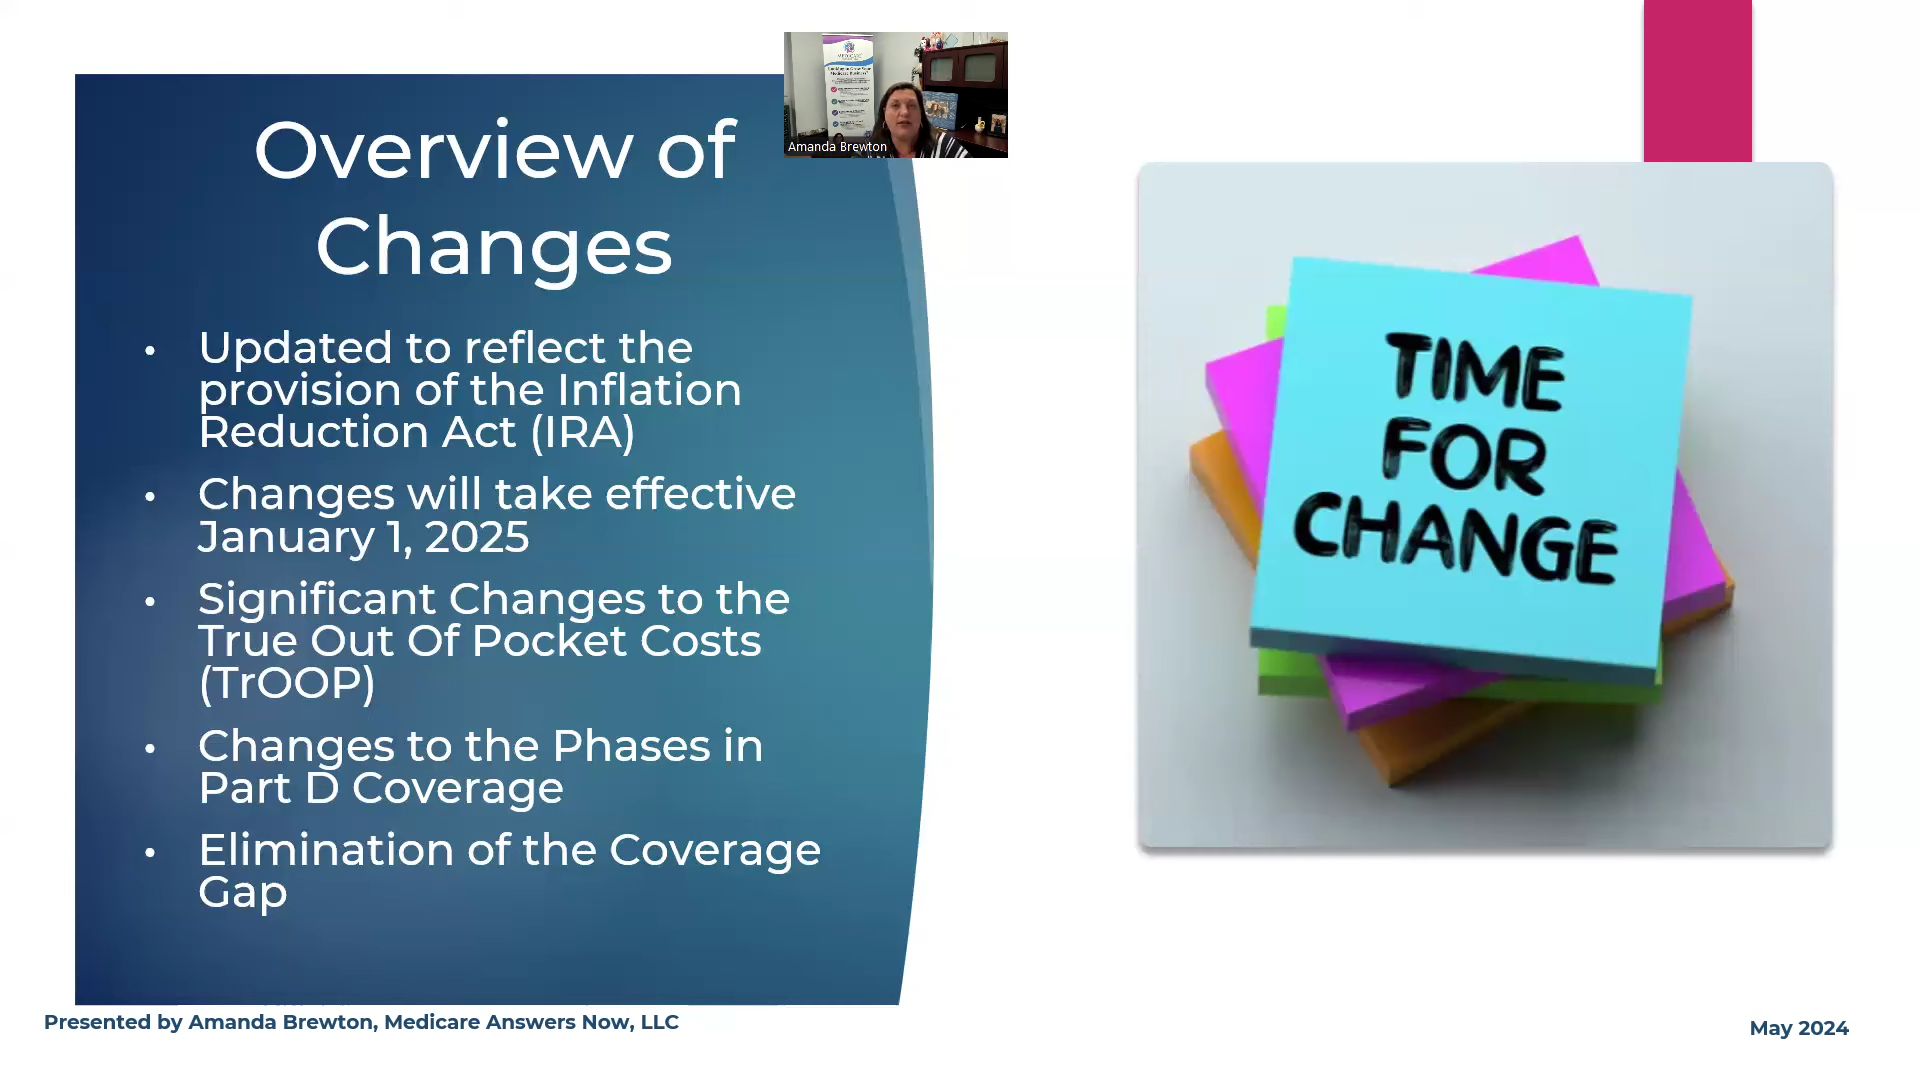 Overview of
Changes
• Updated to reflect the
provision of the Inflation
Reduction Act (IRA)
• Changes will take effective
January 1, 2025
• Significant Changes to the
True Out Of Pocket Costs
(TrOOP)
• Changes to the Phases in
Part D Coverage
• Elimination of the Coverage
Gap
Amanda Brewton
TIME
FOR
CHANGE
Presented by Amanda Brewton, Medicare Answers Now, LLC
May 2024